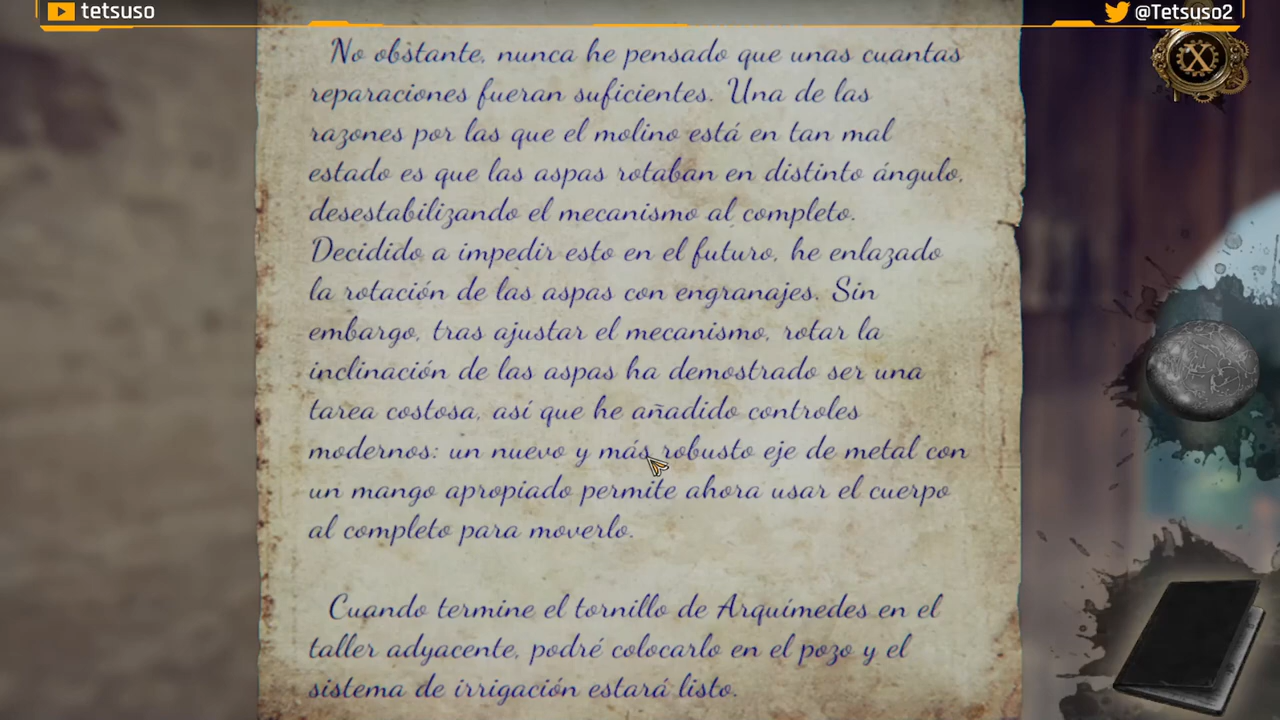 tetsuso
@Tetsuso2
No obstante, nunca he pensado que unas cuantas
reparaciones fueran suficientes. Una de las
razones por las que el molino está en tan mal
estado es que las aspas rotaban en distinto ángulo,
desestabilizando el mecanismo al completo.
Decidido a impedir esto en el futuro, he enlazado
la rotación de las aspas con engranajes. Sin
embargo, tras ajustar el mecanismo, rotar la
inclinación de las aspas ha demostrado ser una
tarea costosa, así que he añadido controles
modernos: un nuevo y más robusto eje de metal con
un mango apropiado permite ahora usar el cuerpo
al completo para moverlo.
Cuando termine el tornillo de Arquímedes en el
taller adyacente, podré colocarlo en el pozo y el
sistema de irrigación estará listo.
X